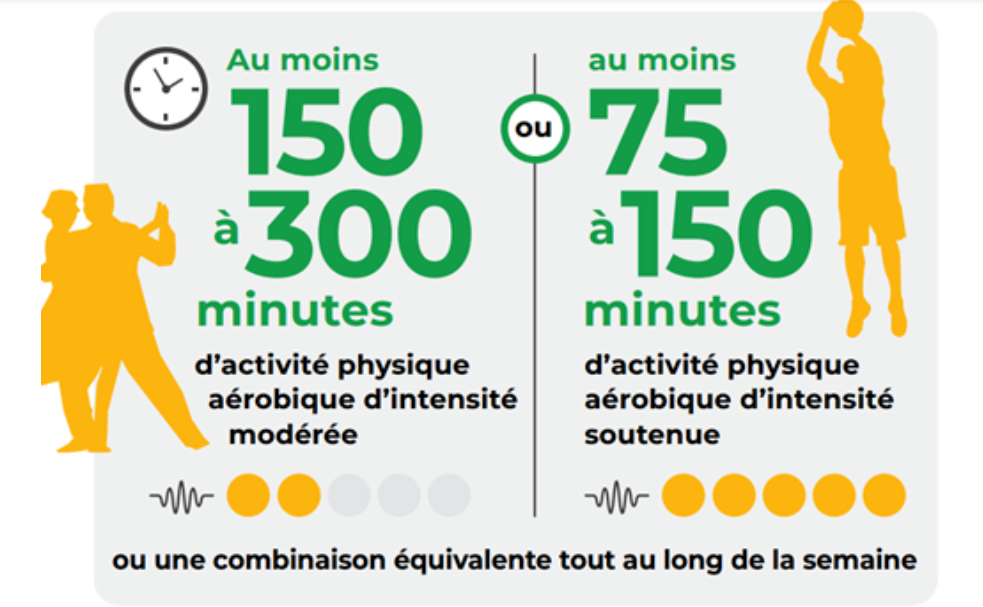 Au moins
150
à 300
minutes
d’activité physique
aérobique d’intensité
modérée
ou
au moins
75
à 150
minutes
d’activité physique
aérobique d’intensité
soutenue
ou une combinaison équivalente tout au long de la semaine